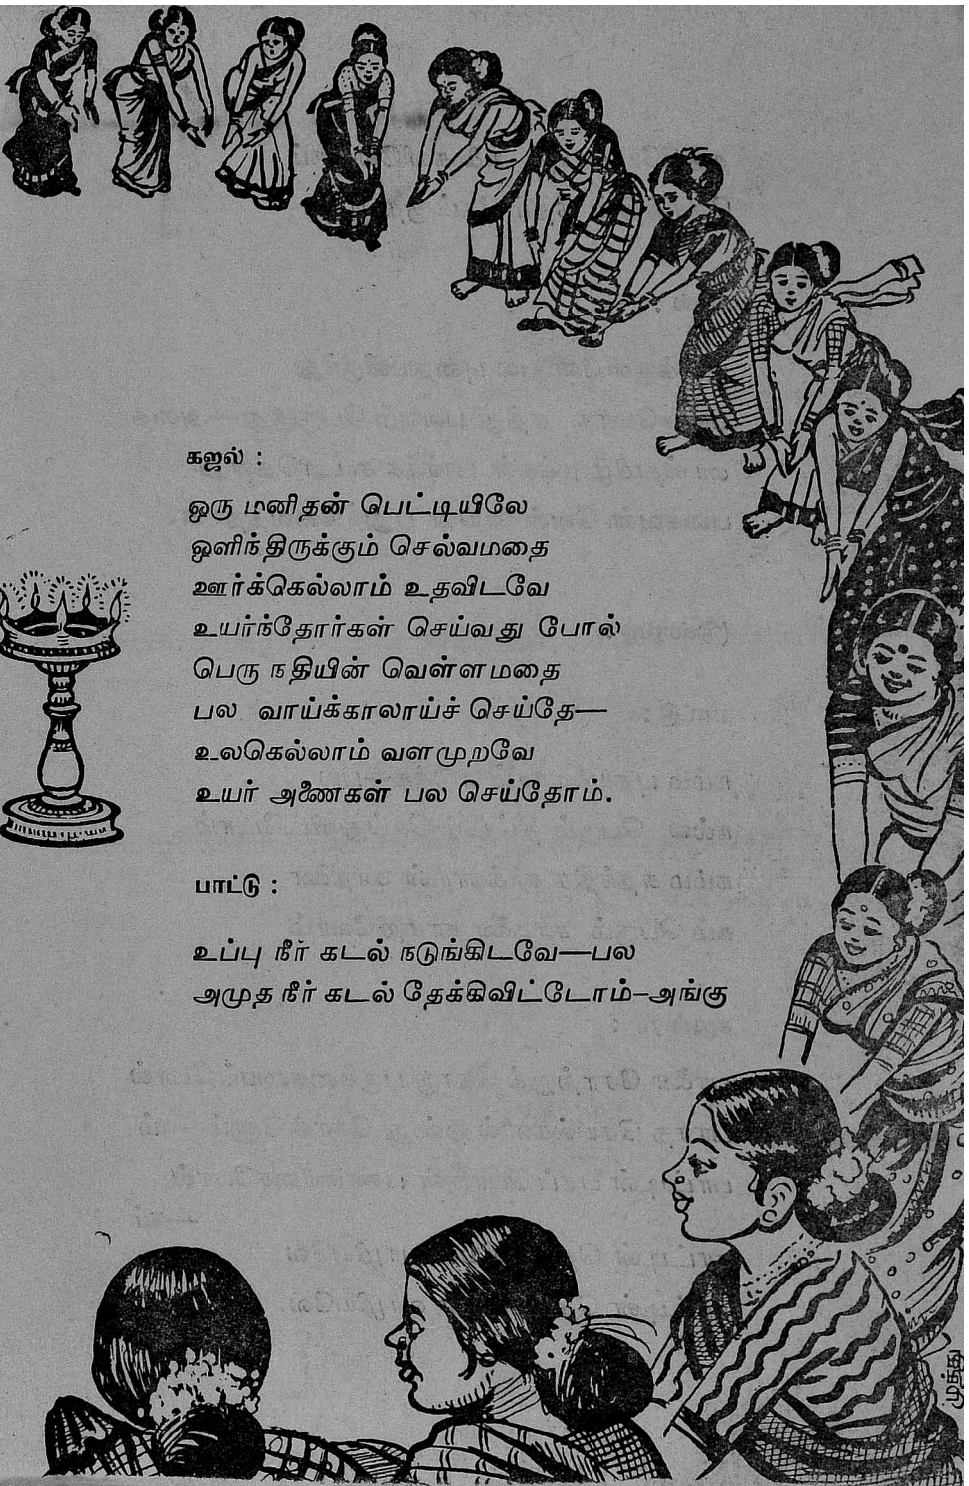 கஜல் :
ஒரு மனிதன் பெட்டியிலே
ஒளிந்திருக்கும் செல்வமதை
ஊர்க்கெல்லாம் உதவிடவே
உயர்ந்தோர்கள் செய்வது போல்
பெரு நதியின் வெள்ளமதை
பல வாய்க்காலாய்ச் செய்தே—
உலகெல்லாம் வளமுறவே
உயர் அணைகள் பல செய்தோம்.
பாட்டு :
உப்பு நீர் கடல் நடுங்கிடவே—பல
அமுத நீர் கடல் தேக்கிவிட்டோம்–அங்கு
முத்து